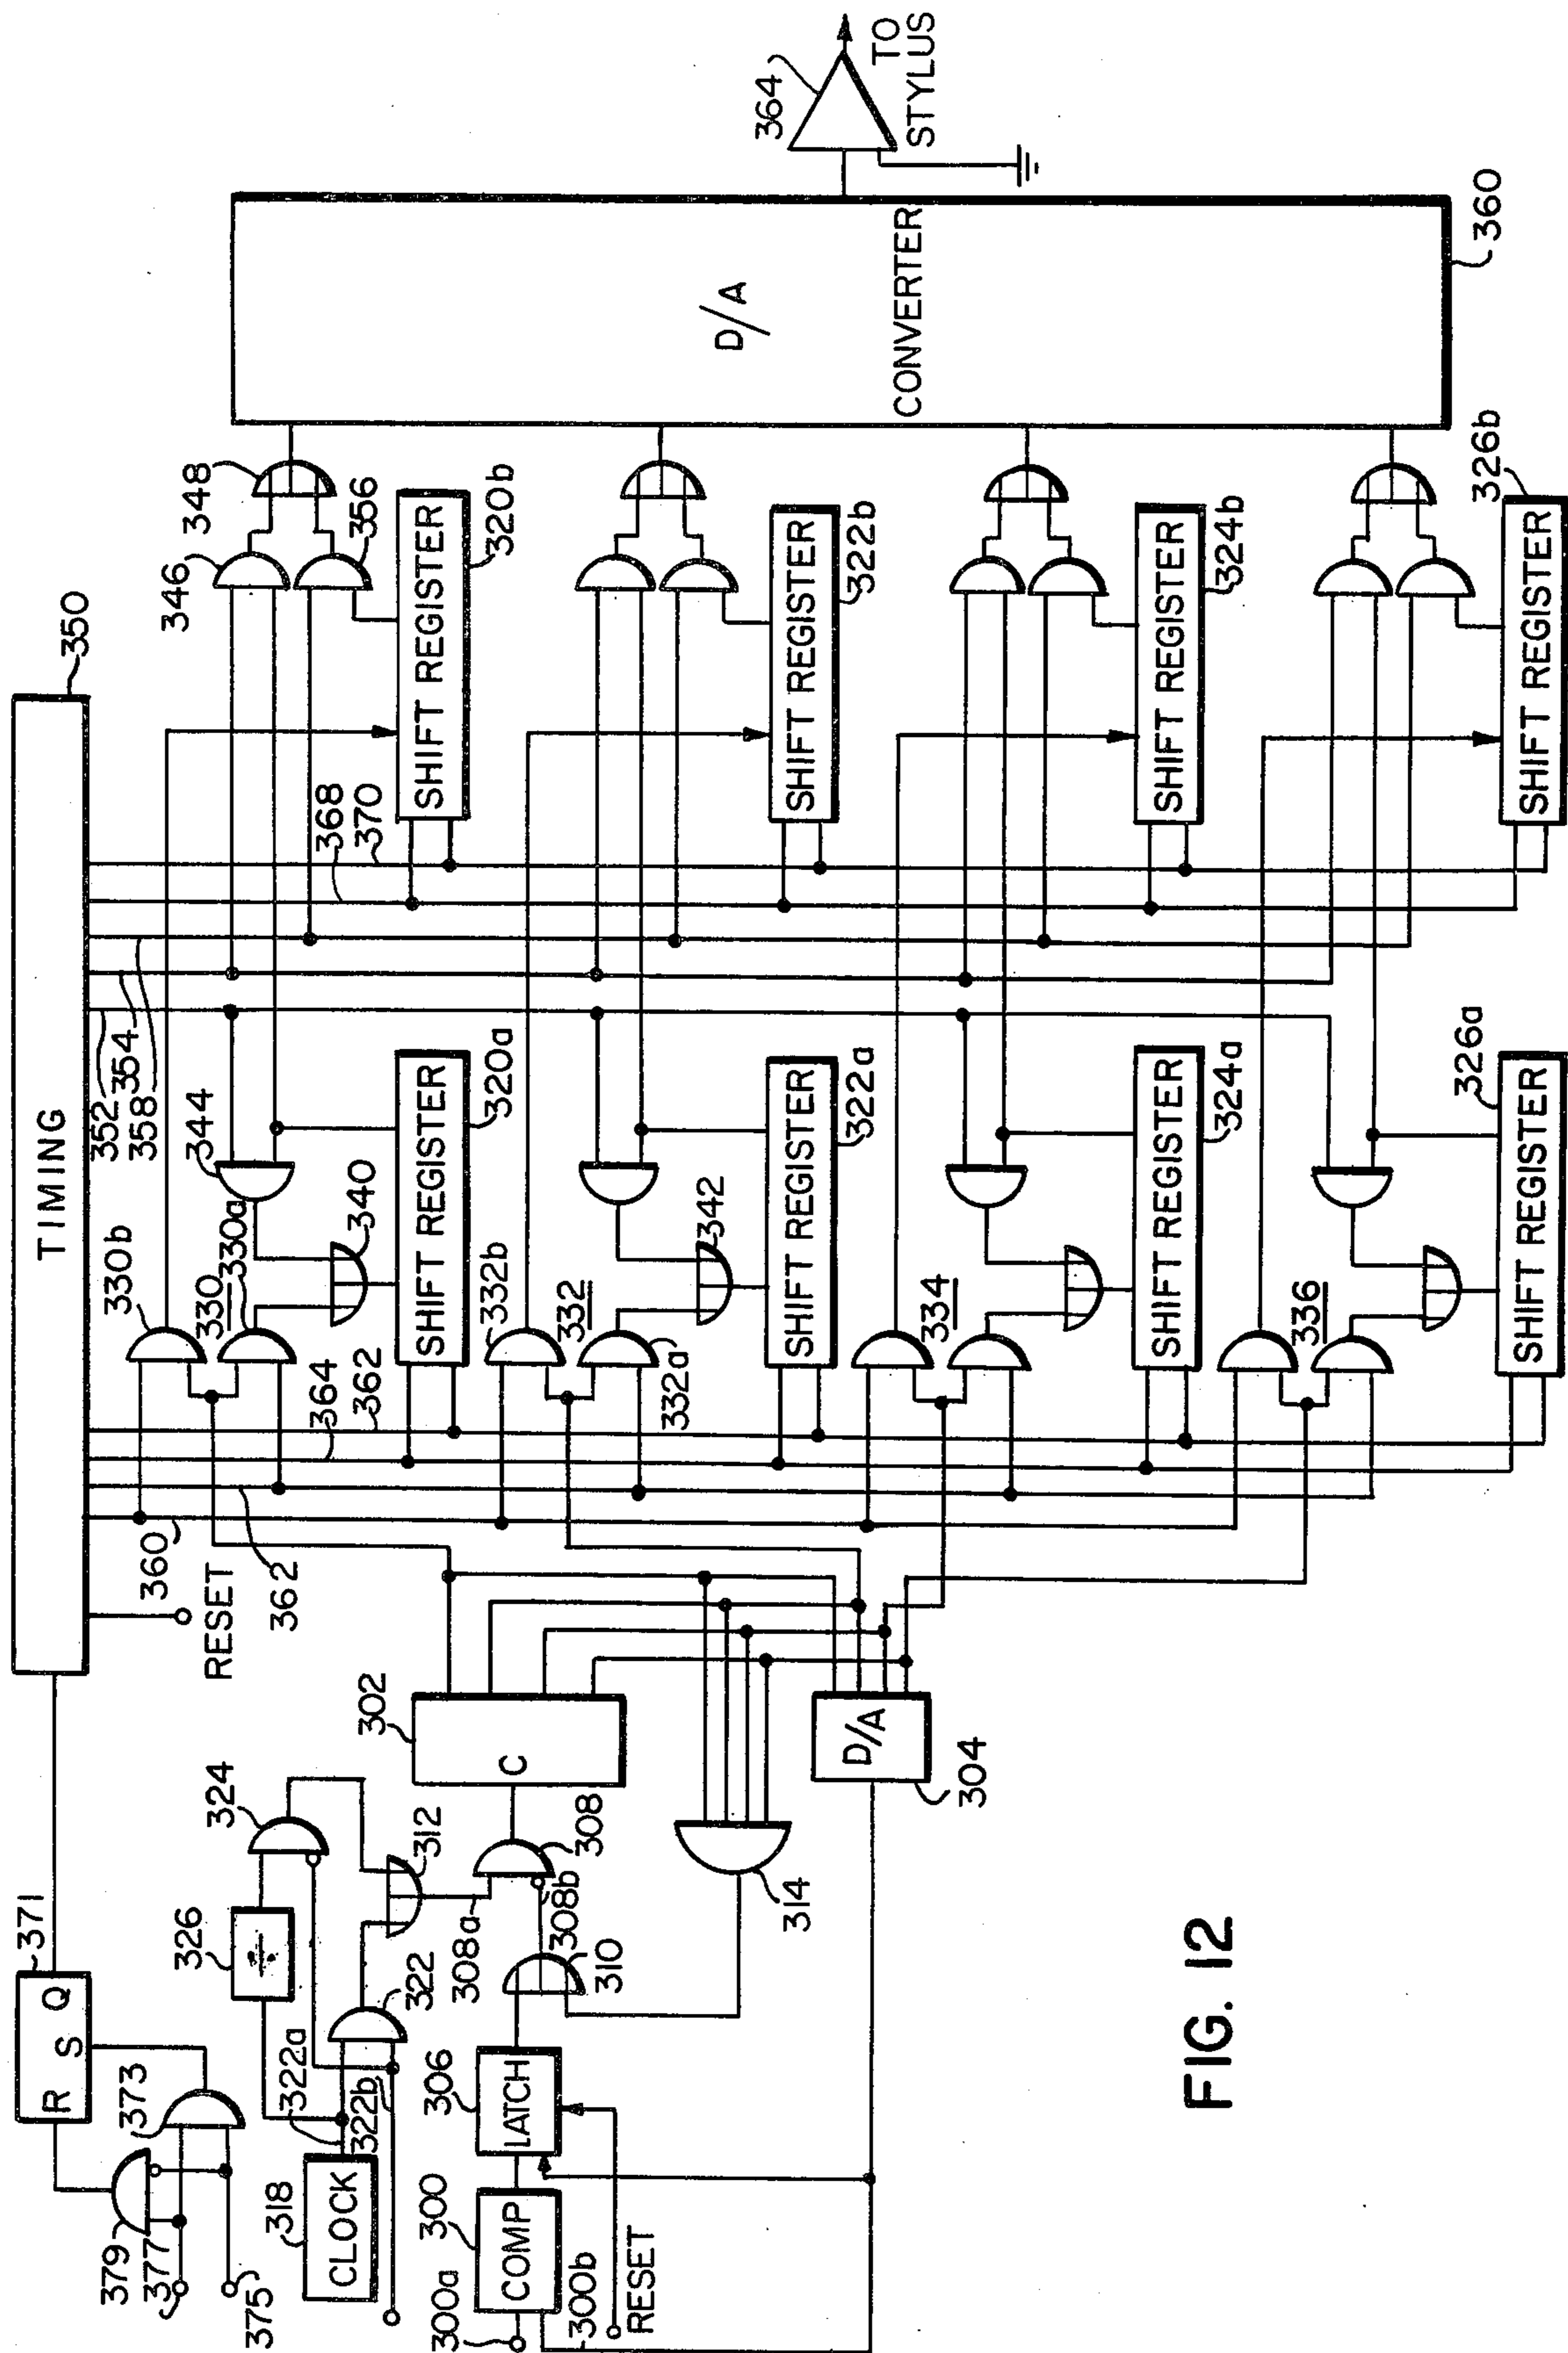 TIMING
350
352
354
358
344
346
348
356
330b
330
330a
340
364
362
368
370
SHIFT REGISTER
320a
SHIFT REGISTER
320b
360
362
RESET
371
R
S
Q
373
379
377
375
326
÷
324
322a
322b
318
CLOCK
322
312
308a
308b
308
302
C
310
306
LATCH
300
COMP
300a
300b
RESET
314
D/A
304
332b
332
332a
342
SHIFT REGISTER
322a
SHIFT REGISTER
322b
334
SHIFT REGISTER
324a
SHIFT REGISTER
324b
336
SHIFT REGISTER
326a
SHIFT REGISTER
326b
D/A
CONVERTER
360
364
TO
STYLUS
FIG. 12